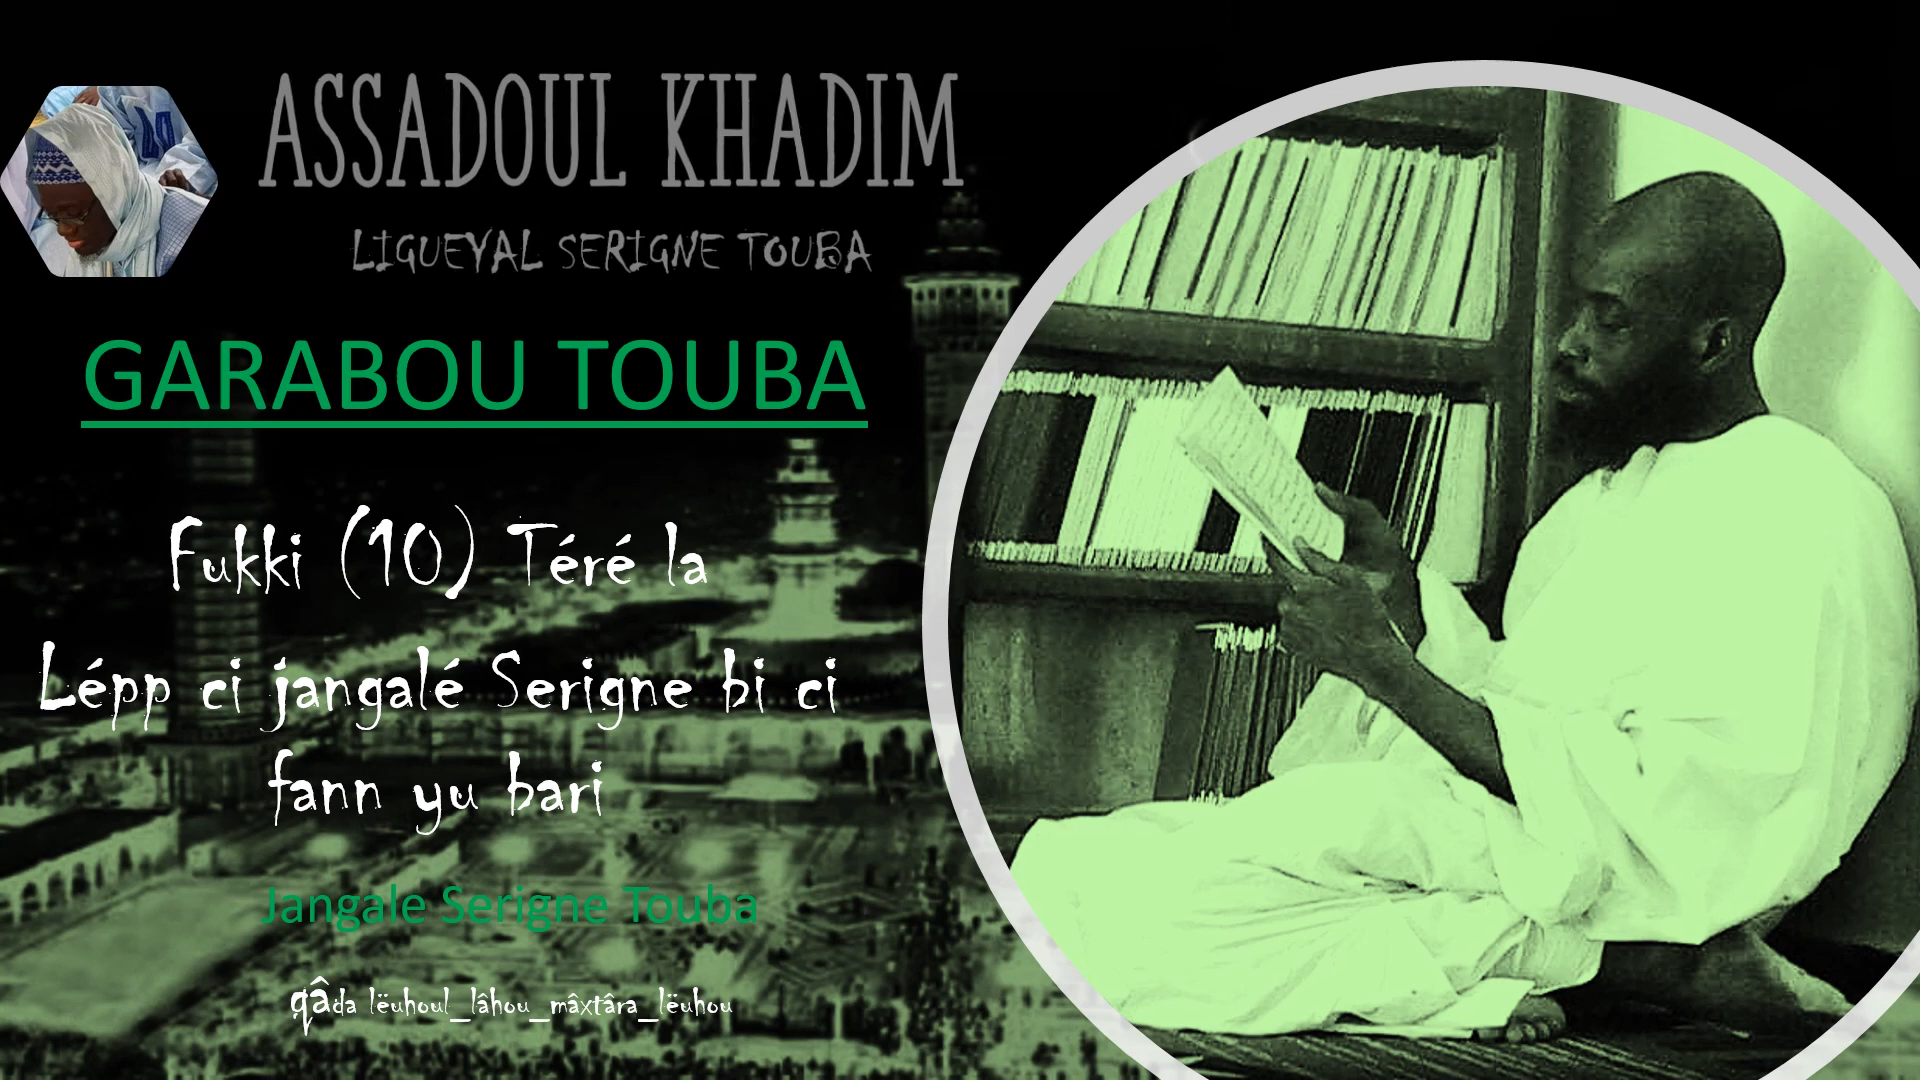 ASSADOUL KHADIM
LIGUEYAL SERIGNE TOUBA
GARABOU TOUBA
Fukki (10) Téré la
Lépp ci jangalé Serigne bi ci
fann yu bari
Jangale Serigne Touba
qâda lëuhoul_lâhou_mâxtâra_lëuhou